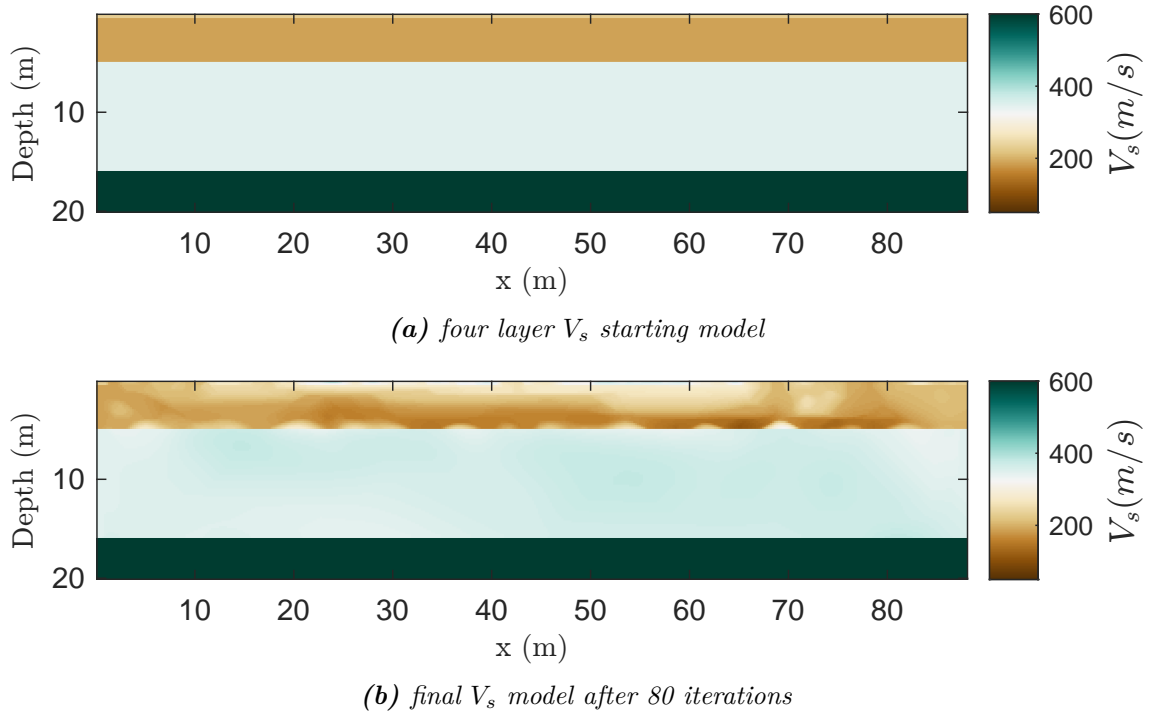 600
Depth (m)
10
400
V_s(m/s)
200
20
10 20 30 40 50 60 70 80
x (m)
(a) four layer V_s starting model
600
Depth (m)
10
400
V_s(m/s)
200
20
10 20 30 40 50 60 70 80
x (m)
(b) final V_s model after 80 iterations